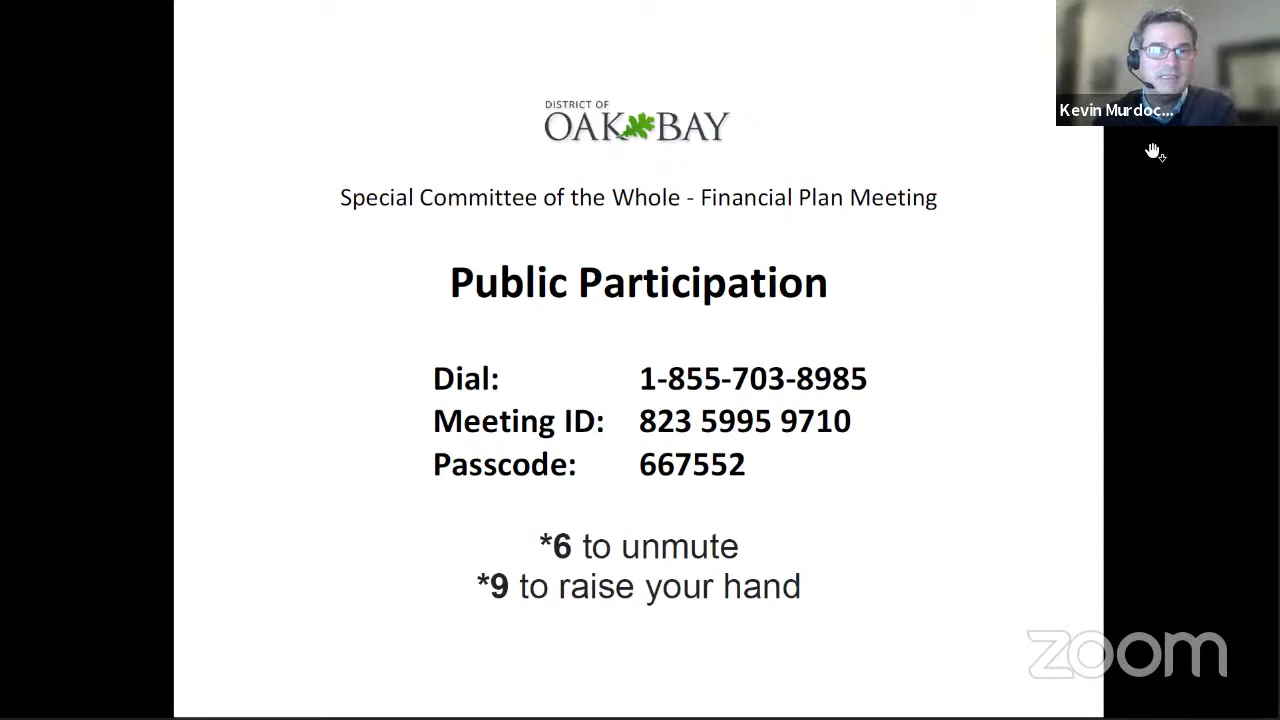 Kevin Murdoc...
DISTRICT OF
OAK BAY
Special Committee of the Whole - Financial Plan Meeting
Public Participation
Dial: 1-855-703-8985
Meeting ID: 823 5995 9710
Passcode: 667552
*6 to unmute
*9 to raise your hand
zoom